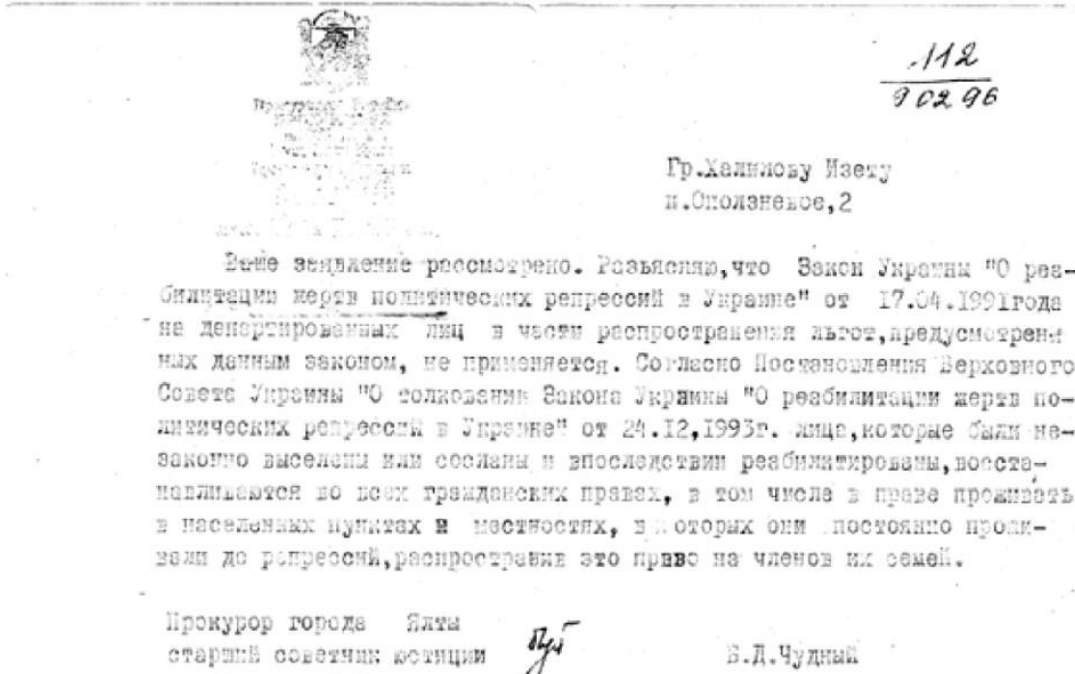 112
9 02 96
Гр.Халилову Изету
п.Оползневое,2
Ваше заявление рассмотрено. Разъясняю,что Закон Украины "О реа-
билитации жертв политических репрессий в Украине" от 17.04.1991года
на депортированных лиц в части распространения льгот,предусмотрен-
ных данным законом, не применяется. Согласно Постановления Верховного
Совета Украины "О толковании Закона Украины "О реабилитации жертв по-
литических репрессий в Украине" от 24.12,1993г. лица,которые были не-
законно выселены или сосланы и впоследствии реабилитированы,восста-
навливаются во всех гражданских правах, в том числе в праве проживать
в населенных пунктах и местностях, в которых они постоянно прожи-
вали до репрессий,распространив это право на членов их семей.
Прокурор города Ялты
старший советник юстиции
В.Д.Чудный